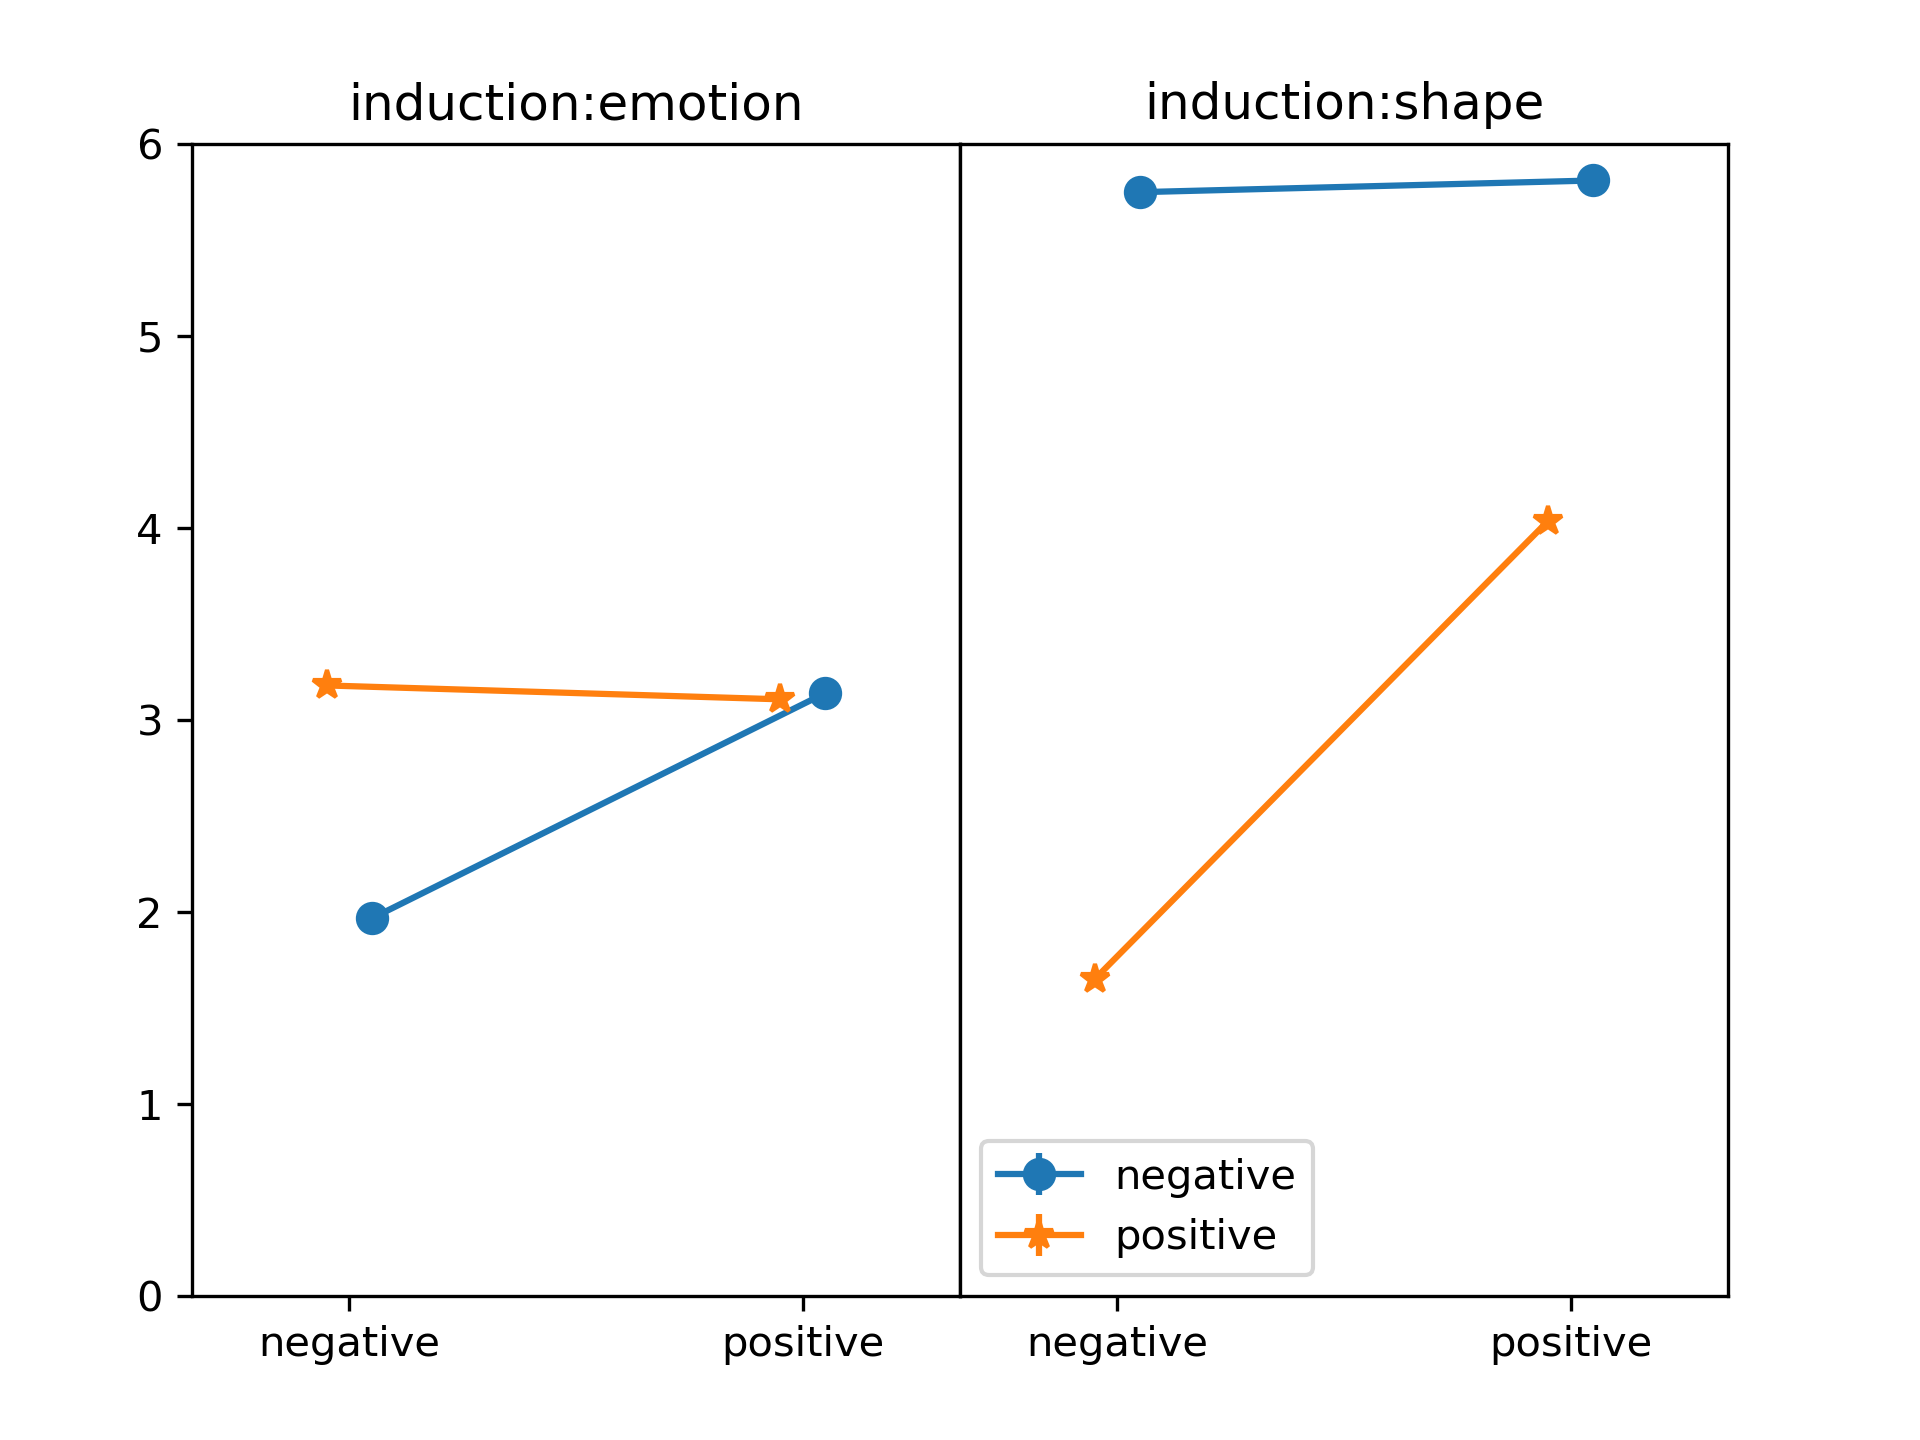 induction:emotion
induction:shape
6
5
4
3
2
1
0
negative
positive
negative
positive
negative
positive